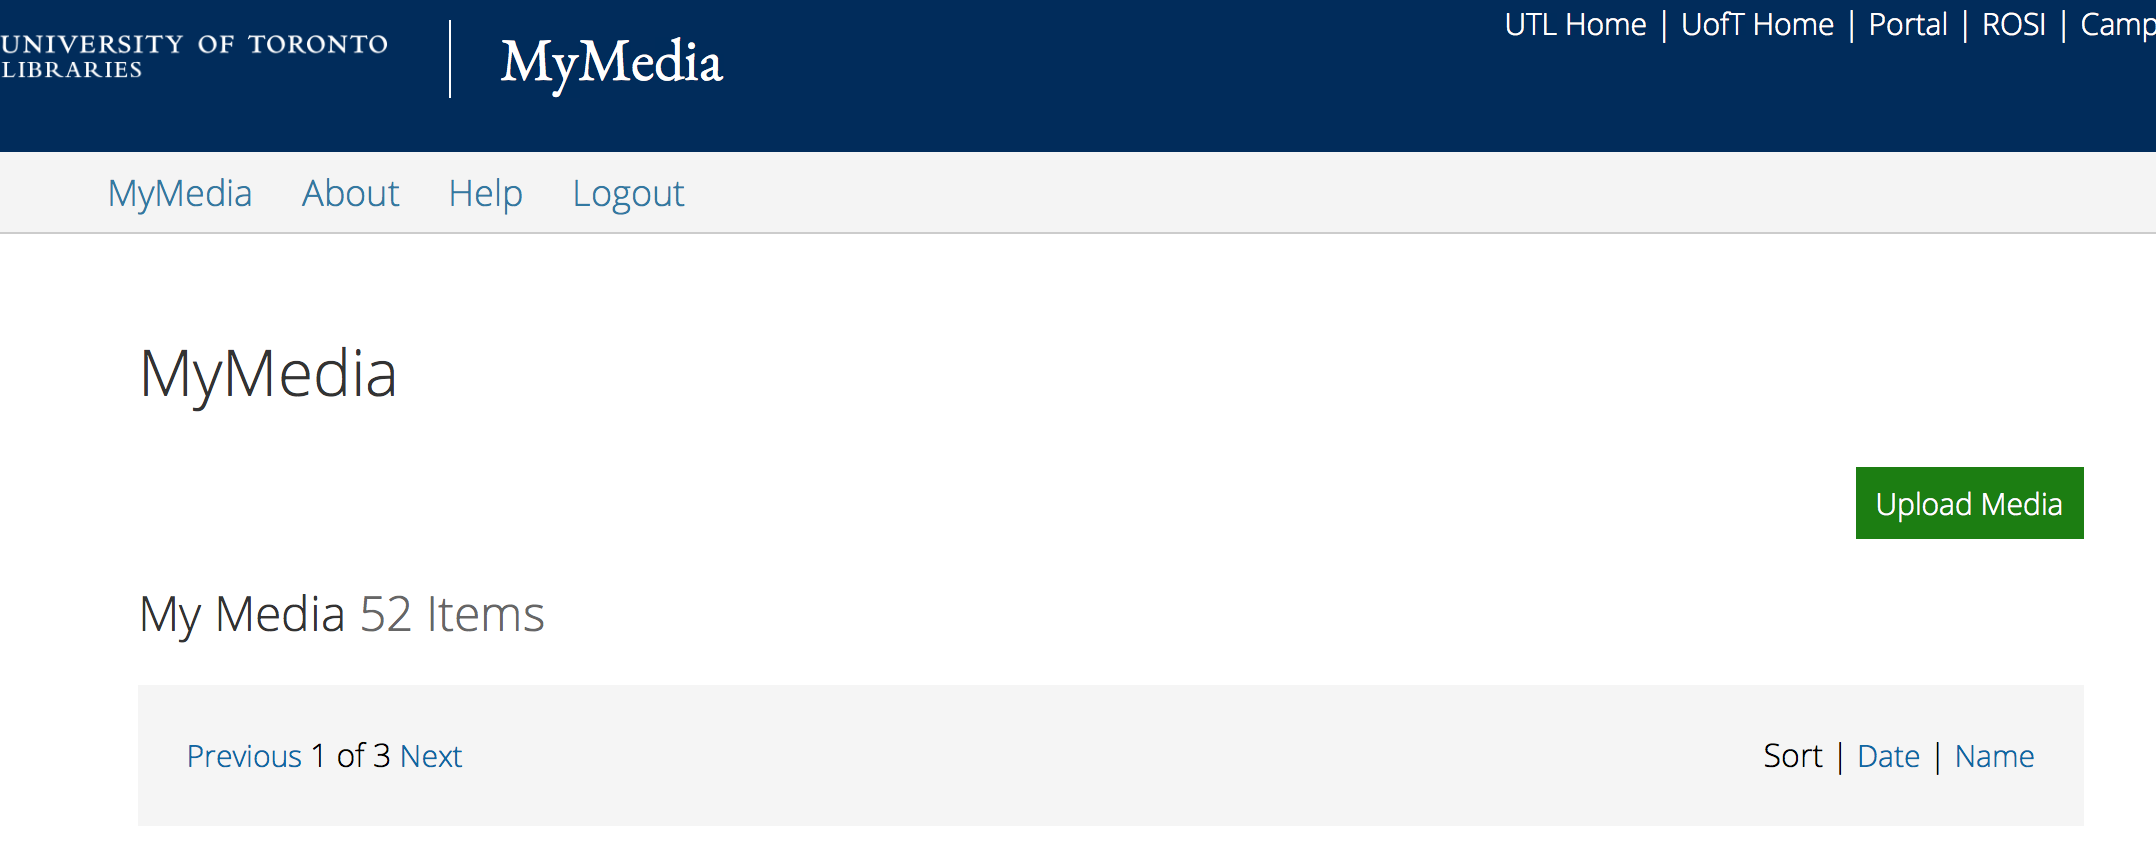 UNIVERSITY OF TORONTO
LIBRARIES
MyMedia
UTL Home | UofT Home | Portal | ROSI | Camp
MyMedia About Help Logout
MyMedia
Upload Media
My Media 52 Items
Previous 1 of 3 Next
Sort | Date | Name